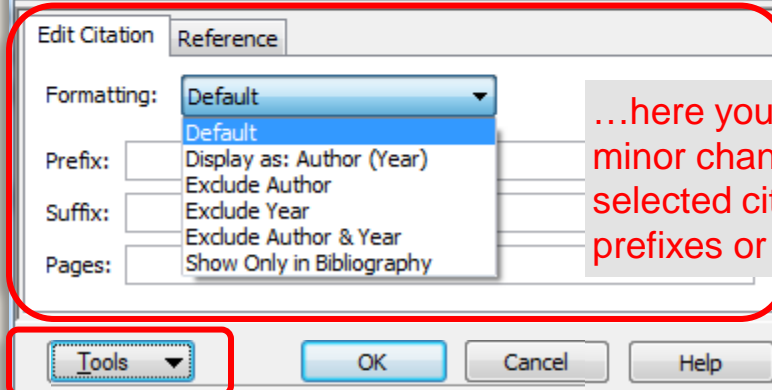 Edit Citation Reference
Formatting: Default
Default
Display as: Author (Year)
Exclude Author
Exclude Year
Exclude Author & Year
Show Only in Bibliography
Prefix:
Suffix:
Pages:
…here you
minor chan
selected cit
prefixes or
Tools OK Cancel Help